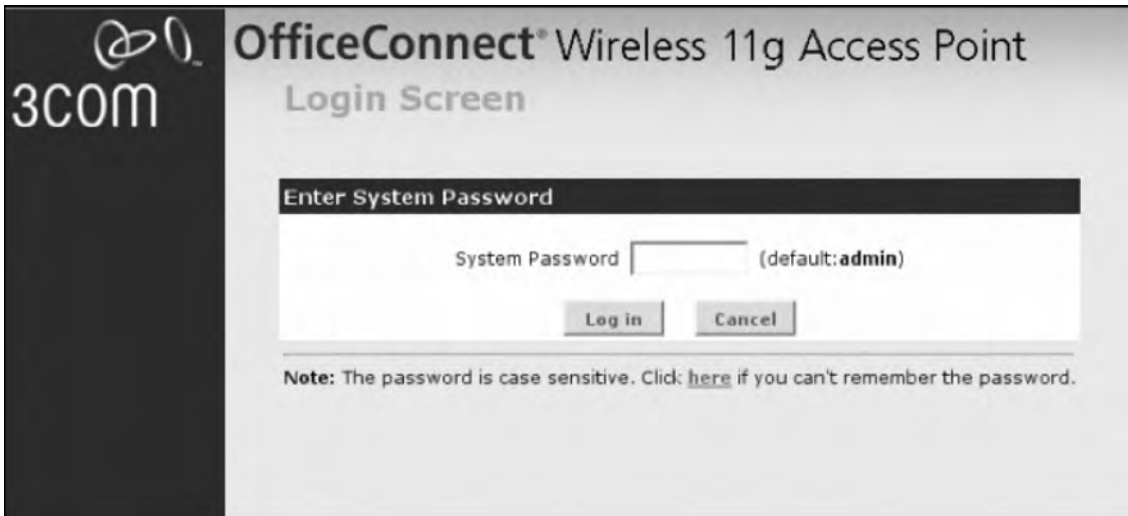 3COM
OfficeConnect® Wireless 11g Access Point
Login Screen
Enter System Password
System Password (default:admin)
Log in Cancel
Note: The password is case sensitive. Click here if you can't remember the password.